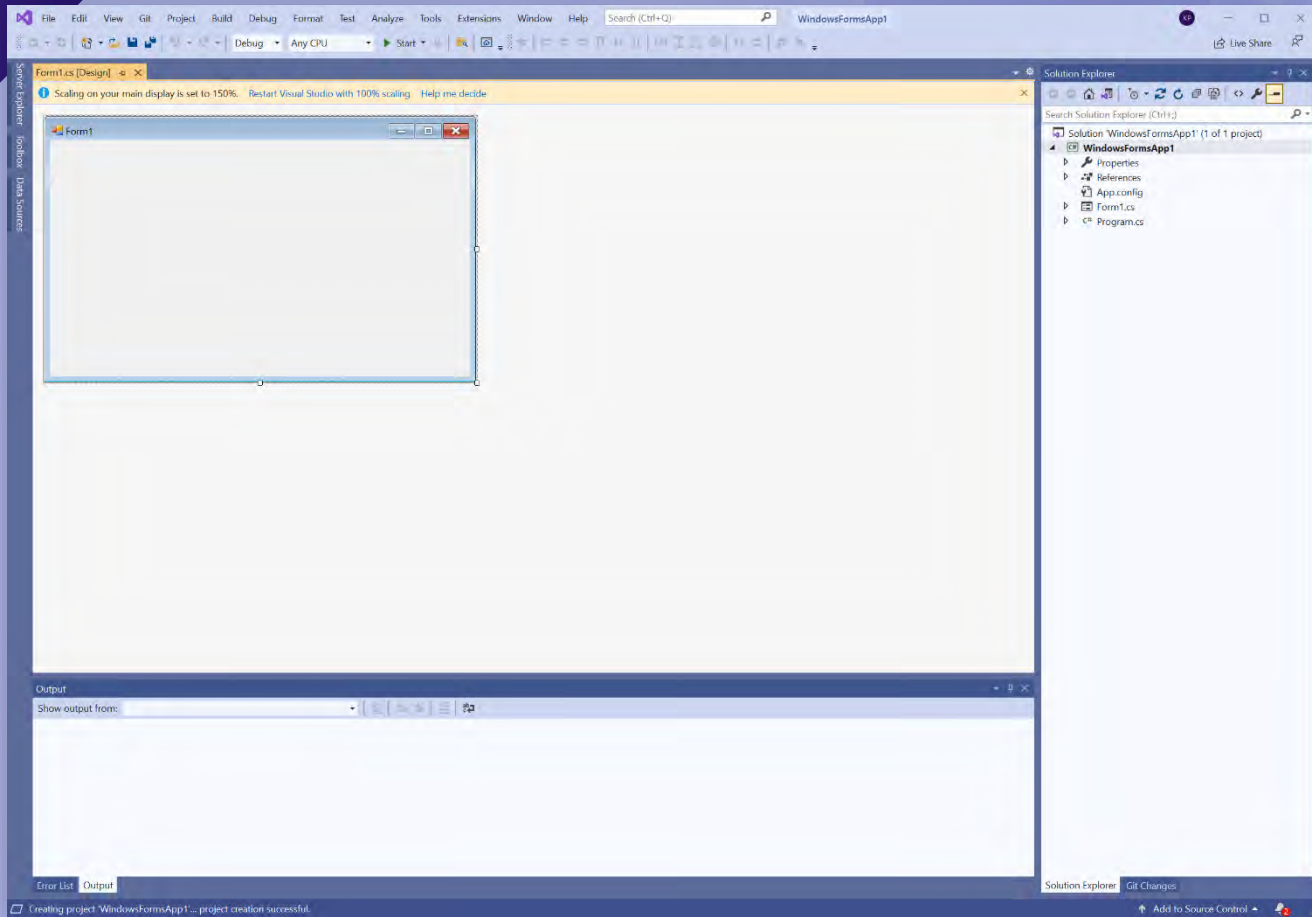 File Edit View Git Project Build Debug Format Test Analyze Tools Extensions Window Help Search (Ctrl+Q) WindowsFormsApp1 KP
Debug Any CPU Start Live Share
Server Explorer Toolbox Data Sources
Form1.cs [Design]
Scaling on your main display is set to 150%. Restart Visual Studio with 100% scaling Help me decide
Form1
Solution Explorer
Search Solution Explorer (Ctrl+;)
Solution 'WindowsFormsApp1' (1 of 1 project)
C# WindowsFormsApp1
Properties
References
App.config
Form1.cs
C# Program.cs
Output
Show output from:
Error List Output
Solution Explorer Git Changes
Creating project 'WindowsFormsApp1'... project creation successful.
Add to Source Control 2